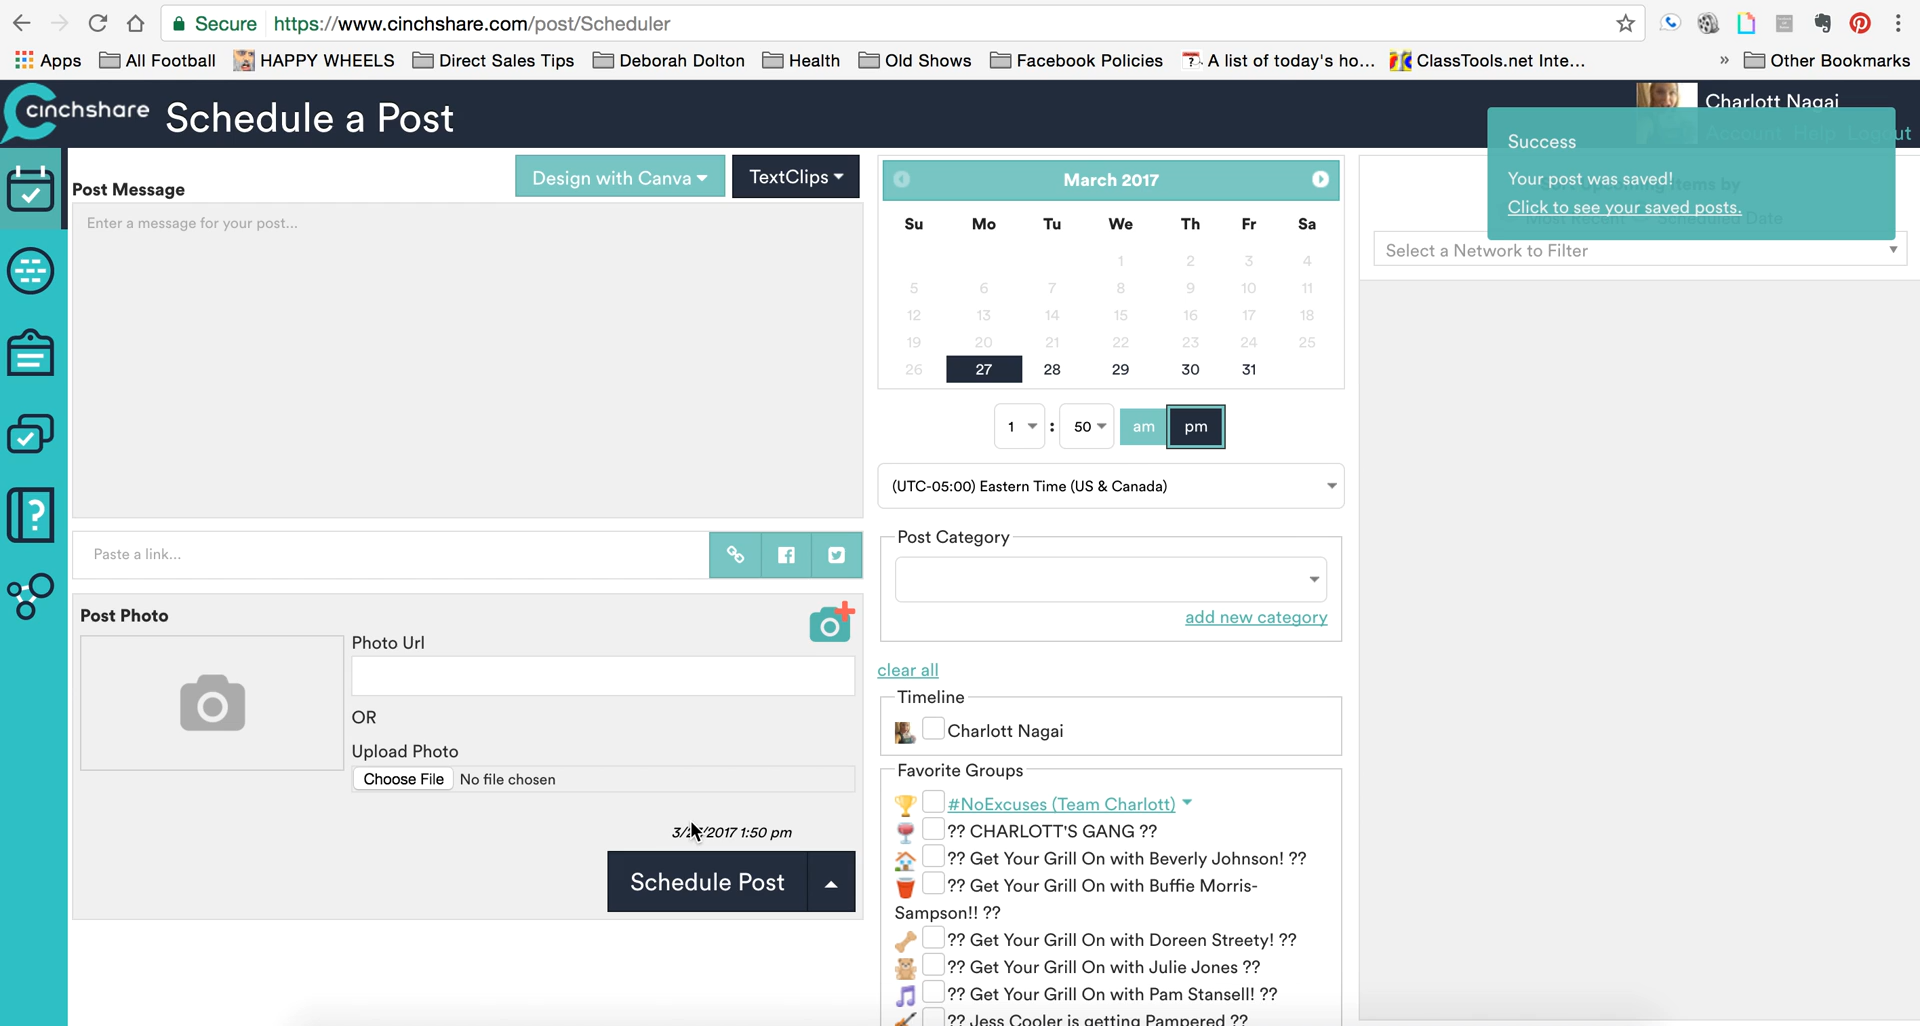 Secure https://www.cinchshare.com/post/Scheduler
Apps All Football HAPPY WHEELS Direct Sales Tips Deborah Dolton Health Old Shows Facebook Policies A list of today's ho... ClassTools.net Inte... » Other Bookmarks
cinchshare Schedule a Post
Charlott Nagai
Account Help Logout
Success
Your post was saved!
Click to see your saved posts.
Select a Network to Filter
Post Message
Design with Canva
TextClips
Enter a message for your post...
Paste a link...
Post Photo
Photo Url
OR
Upload Photo
Choose File No file chosen
1:50 pm
Schedule Post
March 2017
Su Mo Tu We Th Fr Sa
1 2 3 4
5 6 7 8 9 10 11
12 13 14 15 16 17 18
19 20 21 22 23 24 25
26 27 28 29 30 31
1 : 50 am pm
(UTC-05:00) Eastern Time (US & Canada)
Post Category
add new category
clear all
Timeline
Charlott Nagai
Favorite Groups
#NoExcuses (Team Charlott)
?? CHARLOTT'S GANG ??
?? Get Your Grill On with Beverly Johnson! ??
?? Get Your Grill On with Buffie Morris-
Sampson!! ??
?? Get Your Grill On with Doreen Streety! ??
?? Get Your Grill On with Julie Jones ??
?? Get Your Grill On with Pam Stansell! ??
?? Jess Cooler is getting Pampered ??